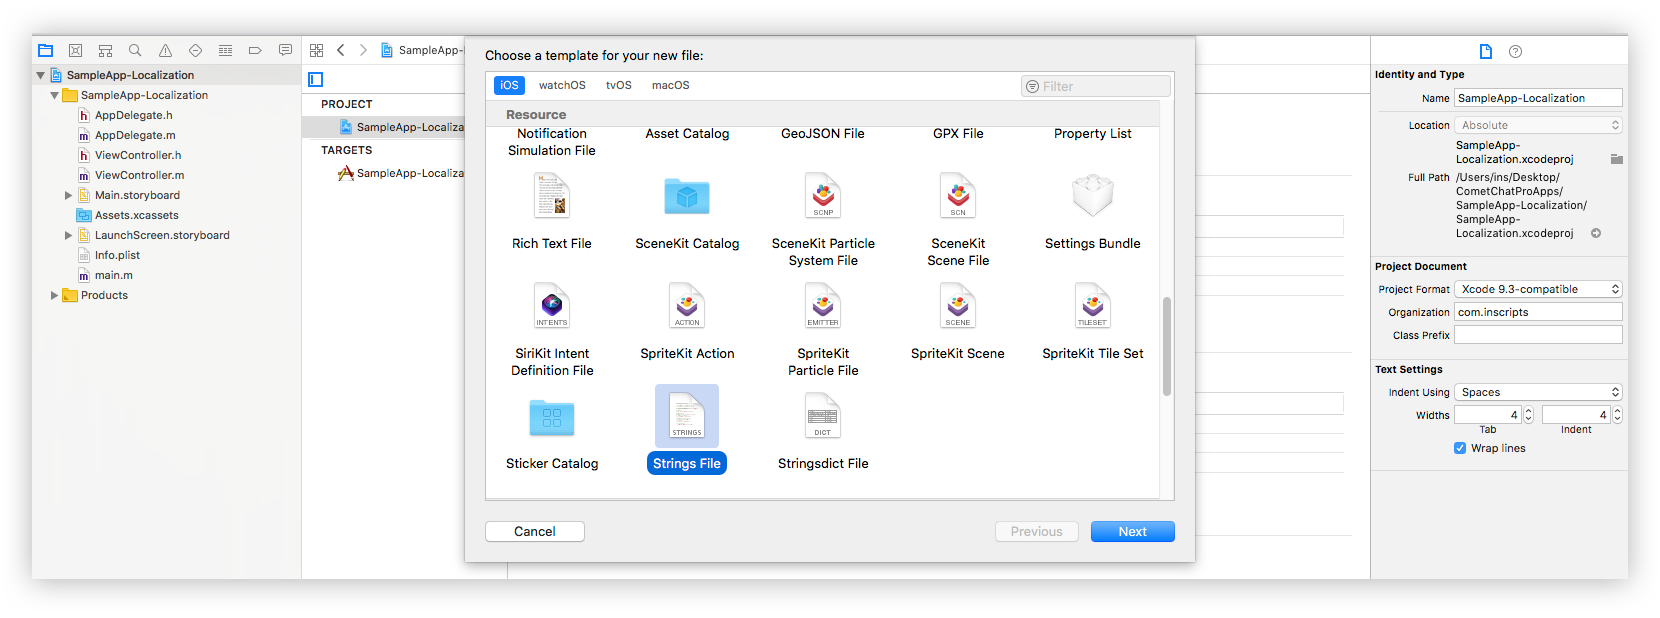 SampleApp-Localization
SampleApp-Localization
AppDelegate.h
AppDelegate.m
ViewController.h
ViewController.m
Main.storyboard
Assets.xcassets
LaunchScreen.storyboard
Info.plist
main.m
Products
SampleApp-
PROJECT
SampleApp-Localiza
TARGETS
SampleApp-Localiza
Choose a template for your new file:
iOS watchOS tvOS macOS Filter
Resource
Notification Simulation File
Asset Catalog
GeoJSON File
GPX File
Property List
Rich Text File
SceneKit Catalog
SCNP
SceneKit Particle System File
SCN
SceneKit Scene File
Settings Bundle
INTENTS
SiriKit Intent Definition File
ACTION
SpriteKit Action
EMITTER
SpriteKit Particle File
SCENE
SpriteKit Scene
TILESET
SpriteKit Tile Set
Sticker Catalog
STRINGS
Strings File
DICT
Stringsdict File
Cancel Previous Next
Identity and Type
Name SampleApp-Localization
Location Absolute
SampleApp-
Localization.xcodeproj
Full Path /Users/ins/Desktop/
CometChatProApps/
SampleApp-Localization/
SampleApp-
Localization.xcodeproj
Project Document
Project Format Xcode 9.3-compatible
Organization com.inscripts
Class Prefix
Text Settings
Indent Using Spaces
Widths 4 4
Tab Indent
Wrap lines